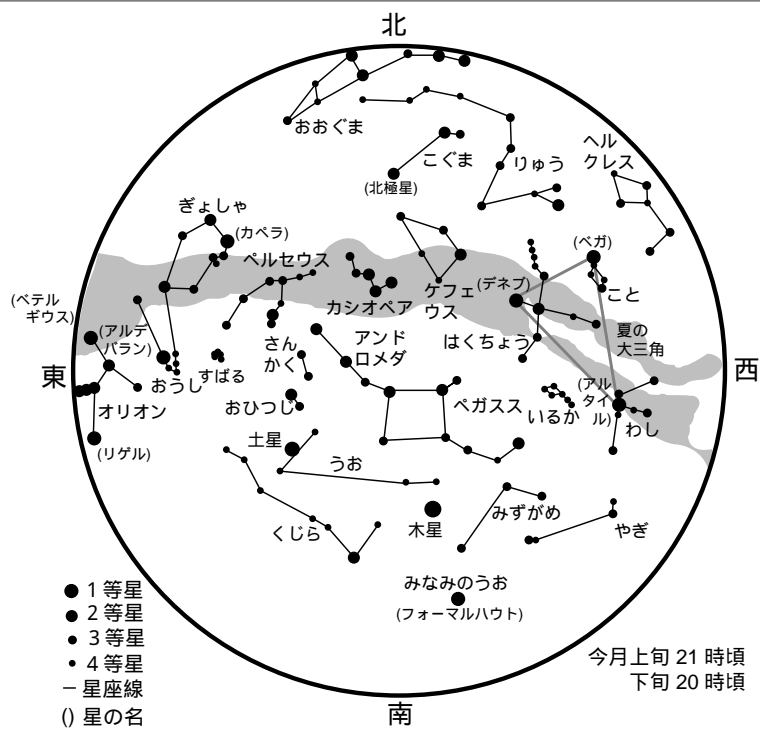 北
おおぐま
こぐま
(北極星)
りゅう
ヘル
クレス
ぎょしゃ
(カペラ)
ペルセウス
カシオペア
ケフェ
ウス
(デネブ)
(ベガ)
こと
はくちょう
夏の
大三角
(ベテル
ギウス)
(アルデ
バラン)
おうし
すばる
さん
かく
アンド
ロメダ
東
西
オリオン
(リゲル)
おひつじ
ペガスス
いるか
(アル
タイ
ル)
わし
土星
うお
くじら
木星
みずがめ
やぎ
みなみのうお
(フォーマルハウト)
1 等星
2 等星
3 等星
4 等星
星座線
() 星の名
今月上旬 21 時頃
下旬 20 時頃
南